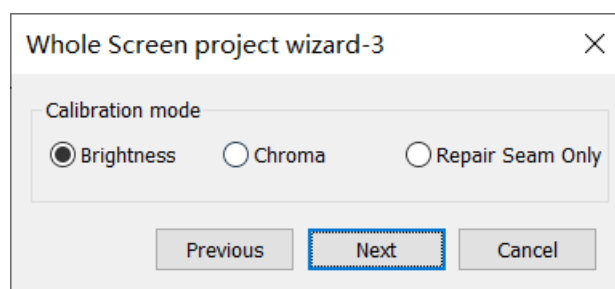 Whole Screen project wizard-3
Calibration mode
Brightness Chroma Repair Seam Only
Previous Next Cancel